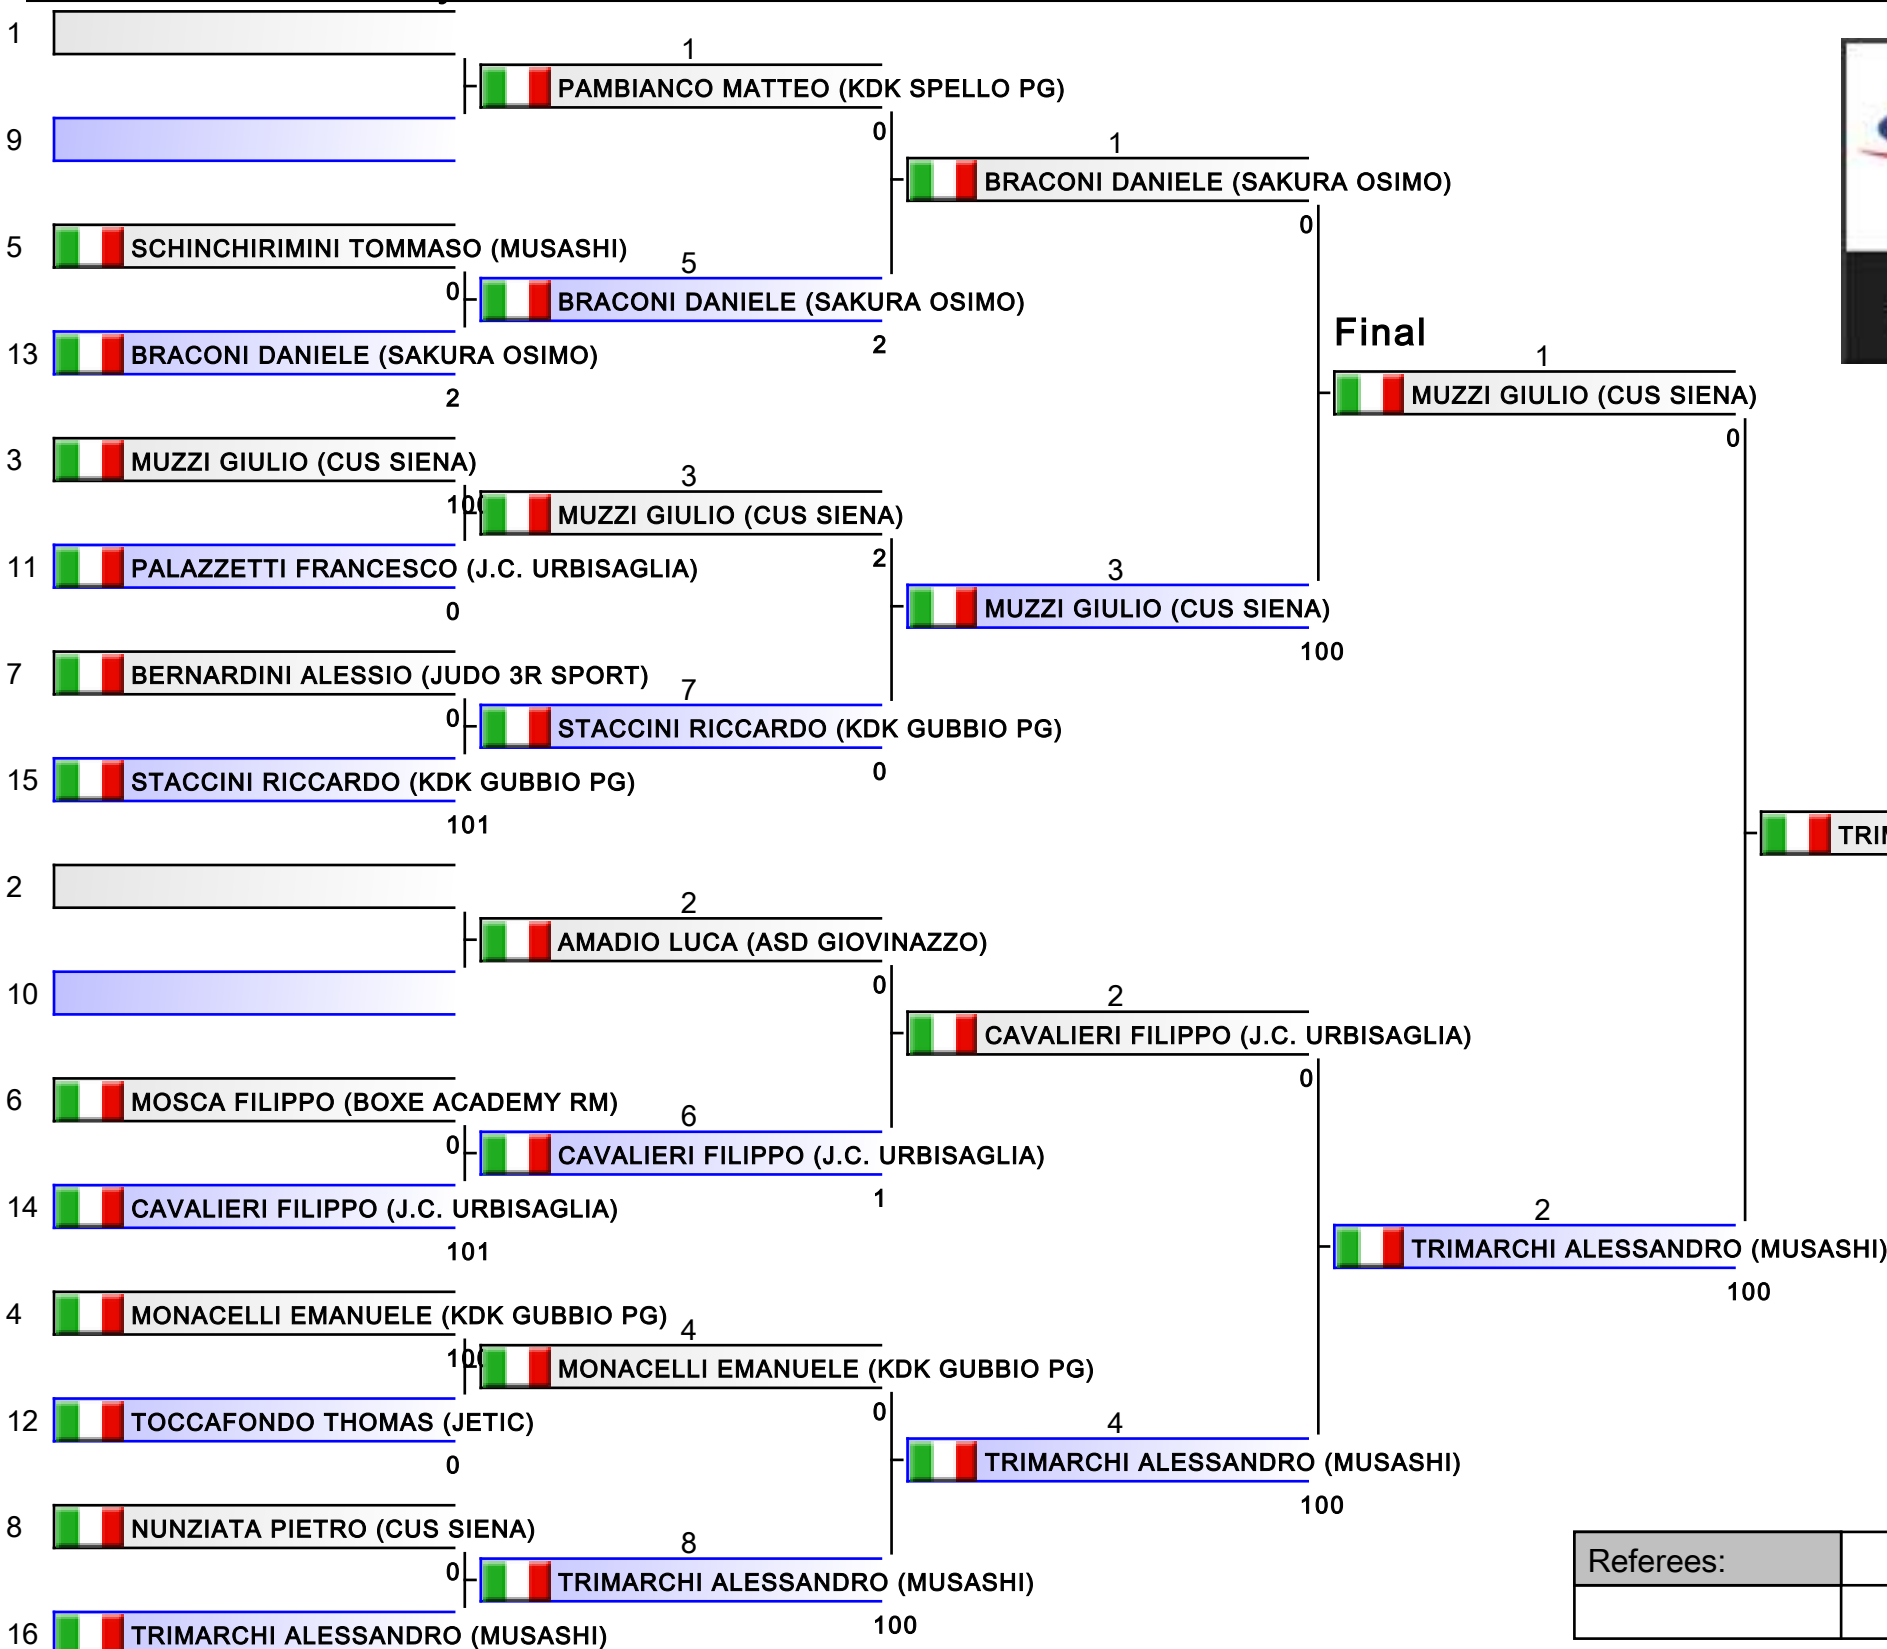 1
9
5 SCHINCHIRIMINI TOMMASO (MUSASHI)
0
13 BRACONI DANIELE (SAKURA OSIMO)
2
3 MUZZI GIULIO (CUS SIENA)
11 PALAZZETTI FRANCESCO (J.C. URBISAGLIA)
0
7 BERNARDINI ALESSIO (JUDO 3R SPORT)
0
15 STACCINI RICCARDO (KDK GUBBIO PG)
101
2
10
6 MOSCA FILIPPO (BOXE ACADEMY RM)
0
14 CAVALIERI FILIPPO (J.C. URBISAGLIA)
101
4 MONACELLI EMANUELE (KDK GUBBIO PG)
12 TOCCAFONDO THOMAS (JETIC)
0
8 NUNZIATA PIETRO (CUS SIENA)
0
16 TRIMARCHI ALESSANDRO (MUSASHI)
1
PAMBIANCO MATTEO (KDK SPELLO PG)
0
5
BRACONI DANIELE (SAKURA OSIMO)
2
3
MUZZI GIULIO (CUS SIENA)
2
7
STACCINI RICCARDO (KDK GUBBIO PG)
0
2
AMADIO LUCA (ASD GIOVINAZZO)
0
6
CAVALIERI FILIPPO (J.C. URBISAGLIA)
1
4
MONACELLI EMANUELE (KDK GUBBIO PG)
0
8
TRIMARCHI ALESSANDRO (MUSASHI)
100
1
BRACONI DANIELE (SAKURA OSIMO)
0
3
MUZZI GIULIO (CUS SIENA)
100
2
CAVALIERI FILIPPO (J.C. URBISAGLIA)
0
4
TRIMARCHI ALESSANDRO (MUSASHI)
100
Final
1
MUZZI GIULIO (CUS SIENA)
0
2
TRIMARCHI ALESSANDRO (MUSASHI)
100
Referees: